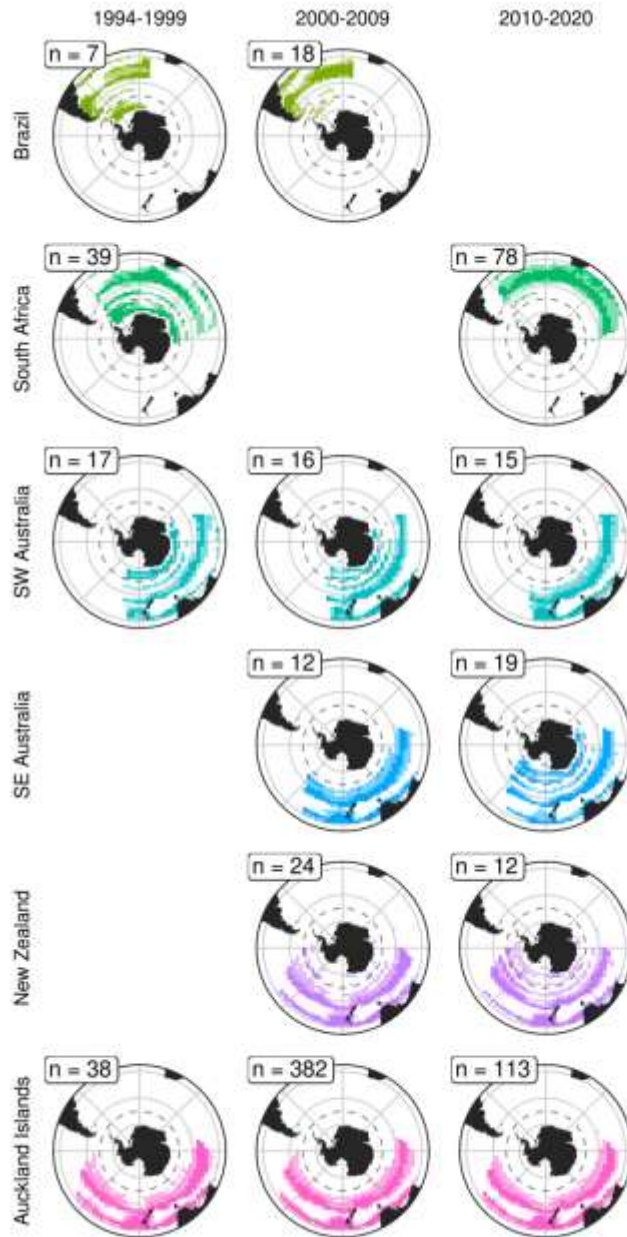 1994-1999 2000-2009 2010-2020
Brazil
n = 7 n = 18
South Africa
n = 39 n = 78
SW Australia
n = 17 n = 16 n = 15
SE Australia
n = 12 n = 19
New Zealand
n = 24 n = 12
Auckland Islands
n = 38 n = 382 n = 113